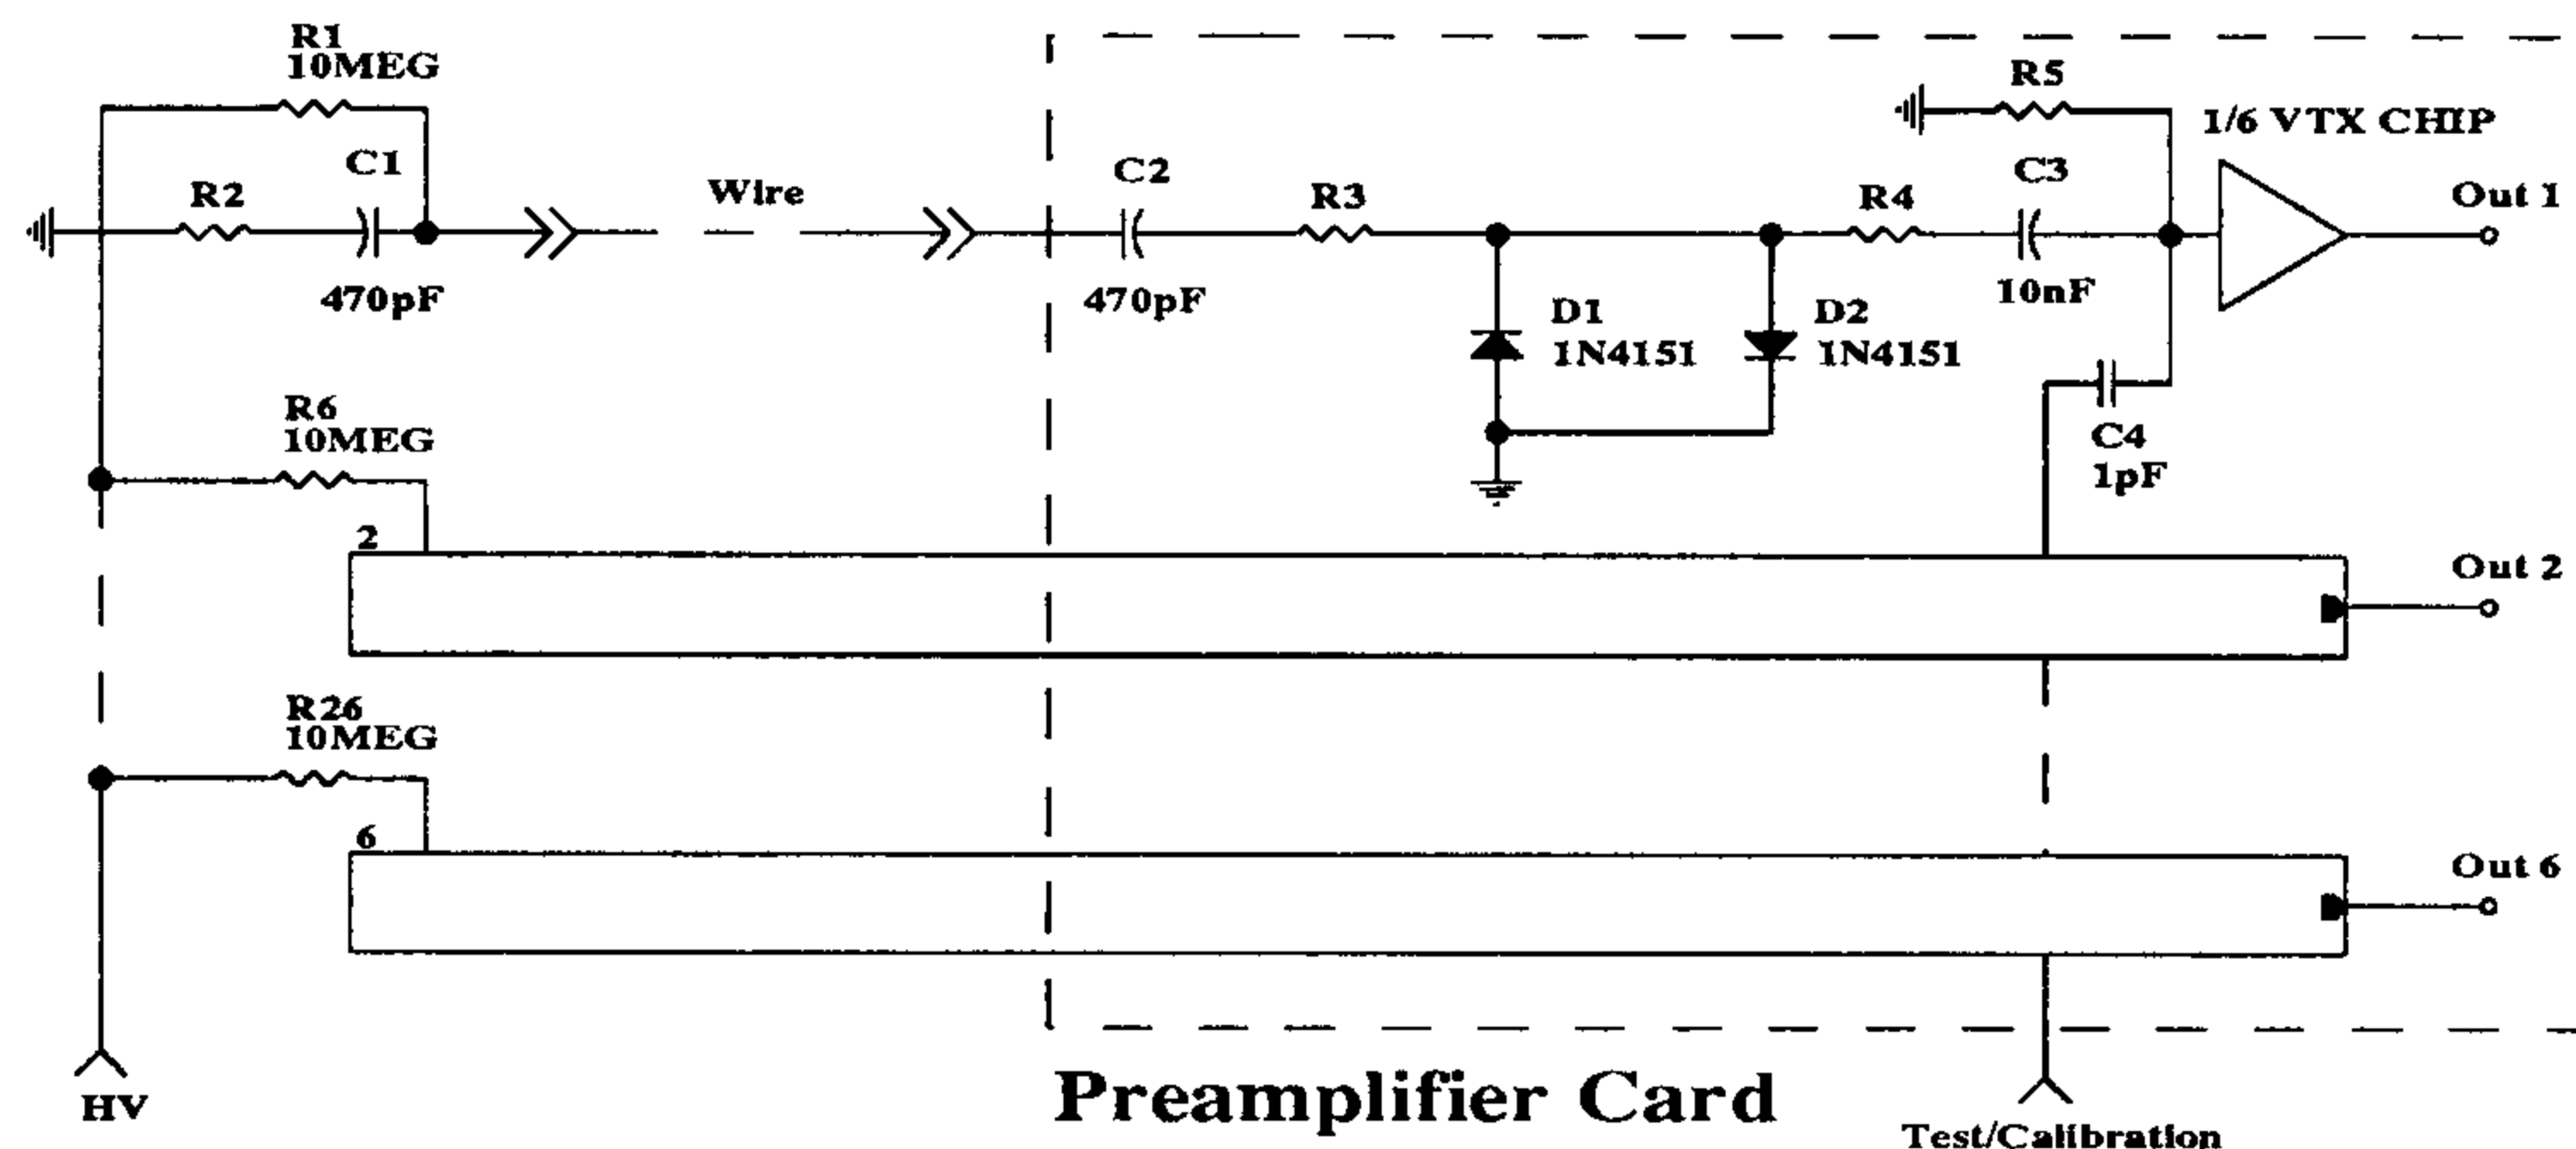 R1
10MEG
R5
1/6 VTX CHIP
C1
C2
C3
R2
Wire
R3
R4
Out 1
470pF
470pF
10nF
D1
1N4151
D2
1N4151
R6
10MEG
C4
1pF
2
Out 2
R26
10MEG
6
Out 6
HV
Preamplifier Card
Test/Calibration